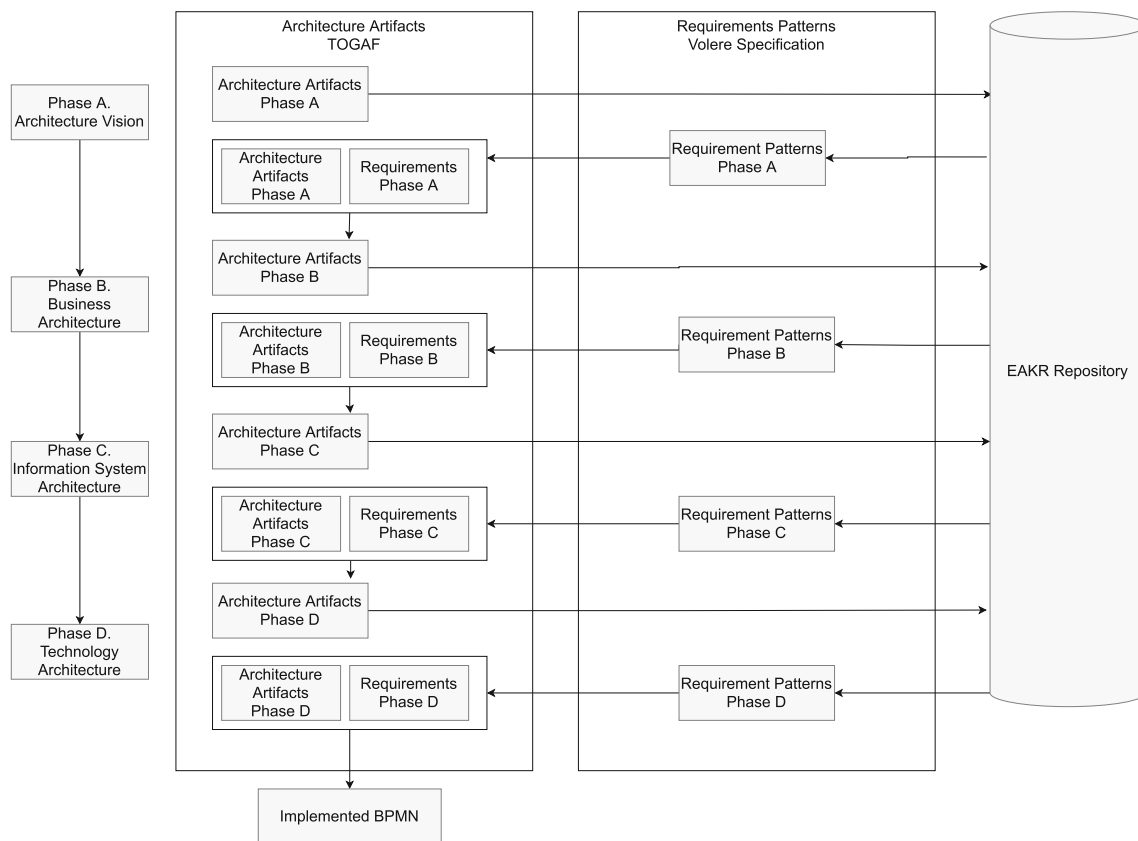 Architecture Artifacts
TOGAF
Requirements Patterns
Volere Specification
Phase A.
Architecture Vision
Phase B.
Business
Architecture
Phase C.
Information System
Architecture
Phase D.
Technology
Architecture
Architecture Artifacts
Phase A
Architecture
Artifacts
Phase A
Requirements
Phase A
Requirement Patterns
Phase A
Architecture Artifacts
Phase B
Architecture
Artifacts
Phase B
Requirements
Phase B
Requirement Patterns
Phase B
Architecture Artifacts
Phase C
Architecture
Artifacts
Phase C
Requirements
Phase C
Requirement Patterns
Phase C
Architecture Artifacts
Phase D
Architecture
Artifacts
Phase D
Requirements
Phase D
Requirement Patterns
Phase D
EAKR Repository
Implemented BPMN